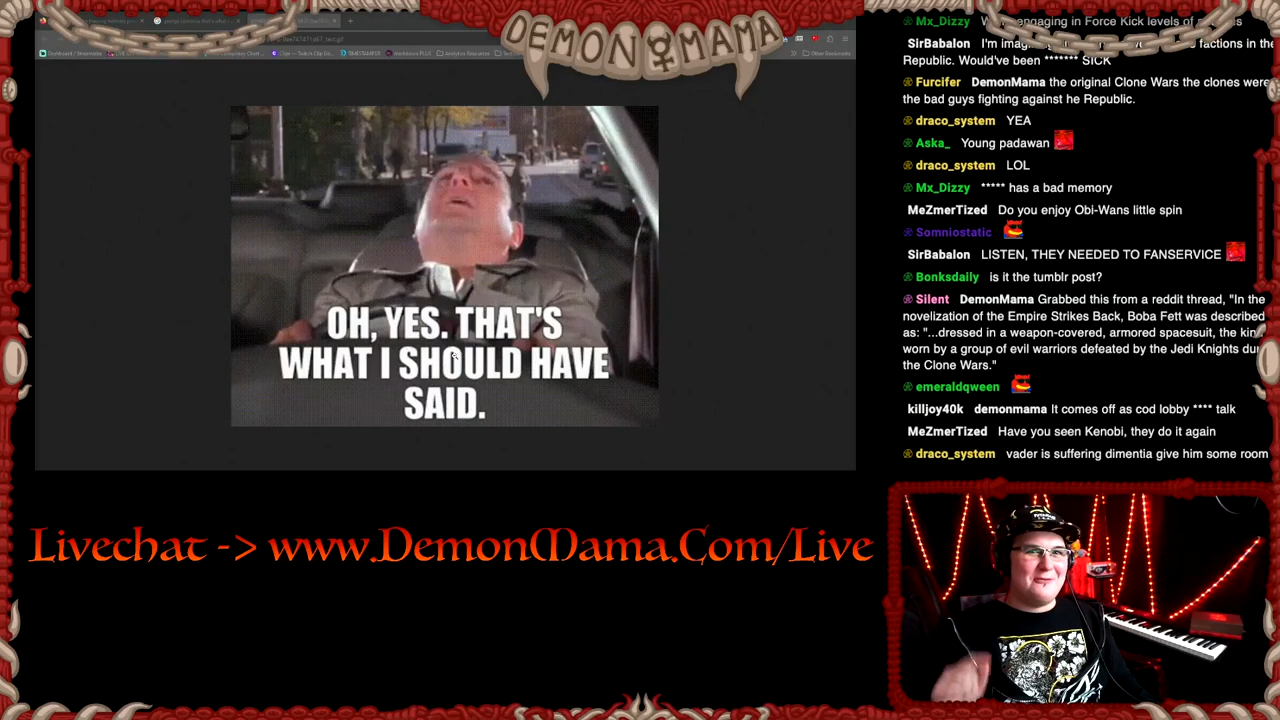 DEMONMAMA
OH, YES. THAT'S
WHAT I SHOULD HAVE
SAID.
Livechat -> www.DemonMama.Com/Live
Mx_Dizzy engaging in Force Kick levels of
SirBabalon I'm factions in the
Republic. Would've been ******* SICK
Furcifer DemonMama the original Clone Wars the clones were
the bad guys fighting against he Republic.
draco_system YEA
Aska_ Young padawan
draco_system LOL
Mx_Dizzy ***** has a bad memory
MeZmerTized Do you enjoy Obi-Wans little spin
Somniostatic
SirBabalon LISTEN, THEY NEEDED TO FANSERVICE
Bonksdaily is it the tumblr post?
Silent DemonMama Grabbed this from a reddit thread, "In the
novelization of the Empire Strikes Back, Boba Fett was described
as: "...dressed in a weapon-covered, armored spacesuit, the kin
worn by a group of evil warriors defeated by the Jedi Knights du
the Clone Wars."
emeraldqween
killjoy40k demonmama It comes off as cod lobby **** talk
MeZmerTized Have you seen Kenobi, they do it again
draco_system vader is suffering dimentia give him some room